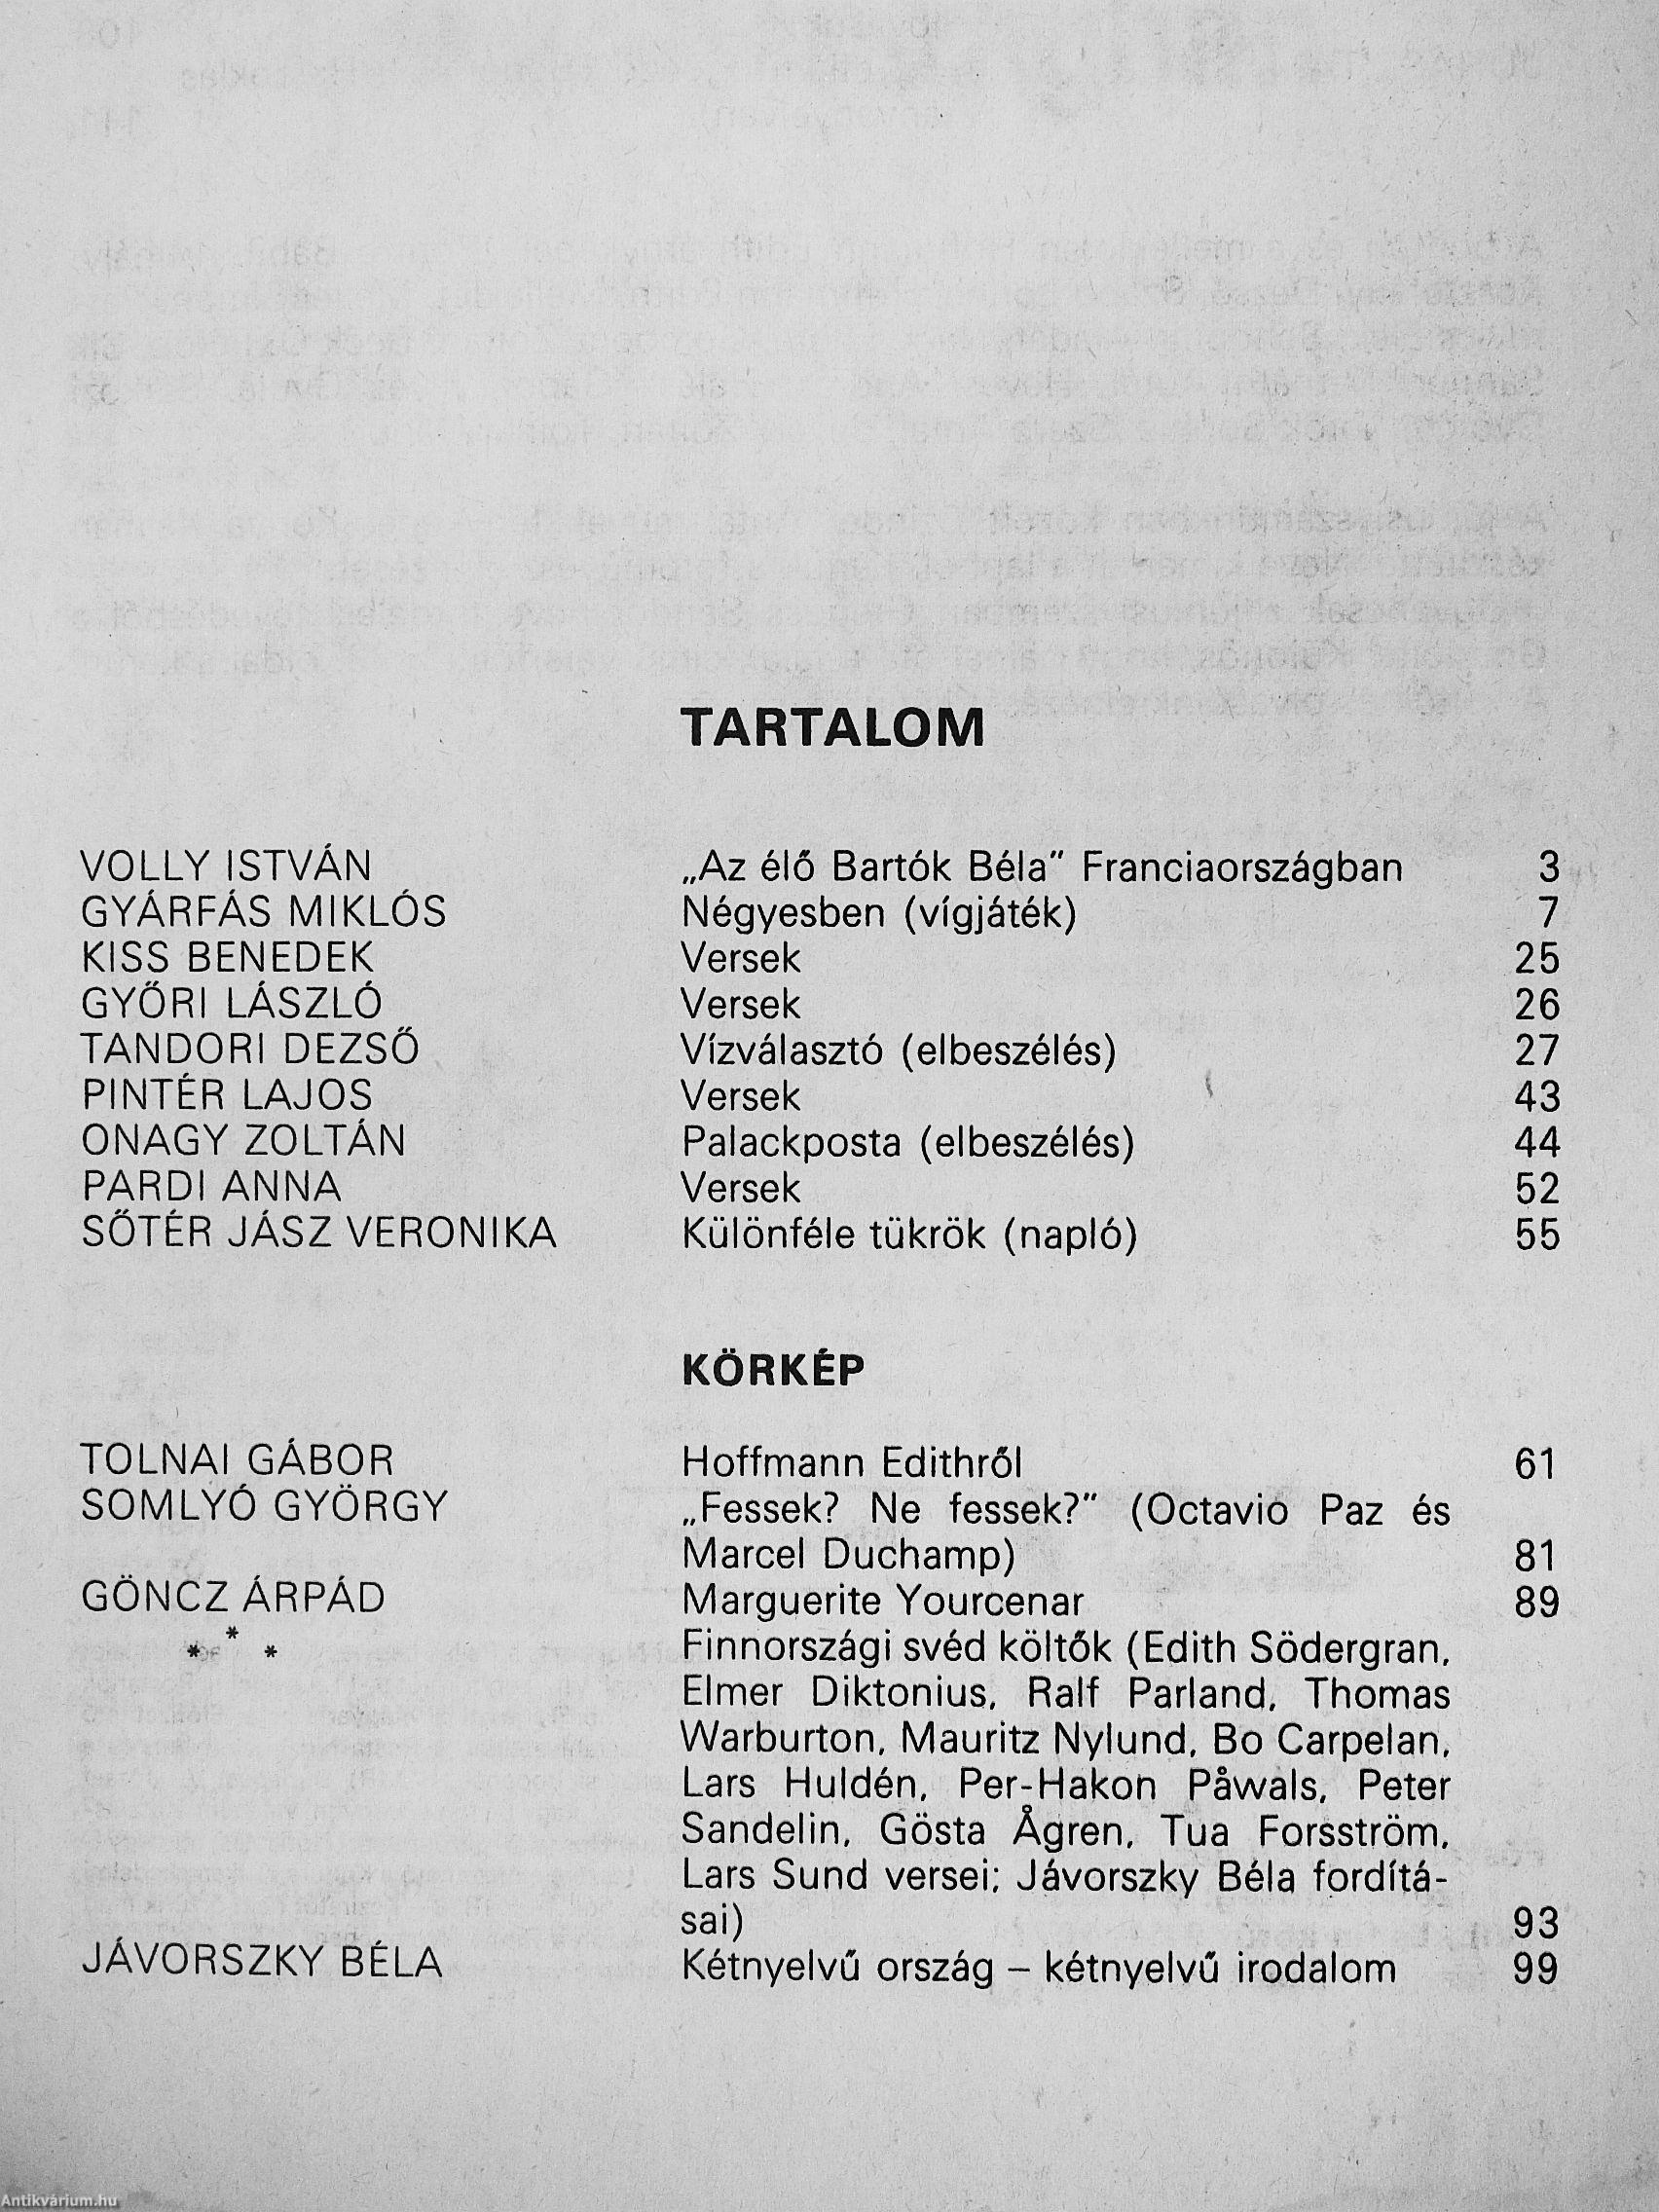 TARTALOM
VOLLY ISTVÁN „Az élő Bartók Béla” Franciaországban 3
GYÁRFÁS MIKLÓS Négyesben (vígjáték) 7
KISS BENEDEK Versek 25
GYŐRI LÁSZLÓ Versek 26
TANDORI DEZSŐ Vízválasztó (elbeszélés) 27
PINTÉR LAJOS Versek 43
ONAGY ZOLTÁN Palackposta (elbeszélés) 44
PARDI ANNA Versek 52
SŐTÉR JÁSZ VERONIKA Különféle tükrök (napló) 55
KÖRKÉP
TOLNAI GÁBOR Hoffmann Edithről 61
SOMLYÓ GYÖRGY „Fessek? Ne fessek?” (Octavio Paz és
Marcel Duchamp) 81
GÖNCZ ÁRPÁD Marguerite Yourcenar 89
* * * Finnországi svéd költők (Edith Södergran,
Elmer Diktonius, Ralf Parland, Thomas
Warburton, Mauritz Nylund, Bo Carpelan,
Lars Huldén, Per-Hakon Påwals, Peter
Sandelin, Gösta Ågren, Tua Forsström,
Lars Sund versei; Jávorszky Béla fordítá-
sai) 93
JÁVORSZKY BÉLA Kétnyelvű ország – kétnyelvű irodalom 99
Antikvárium.hu